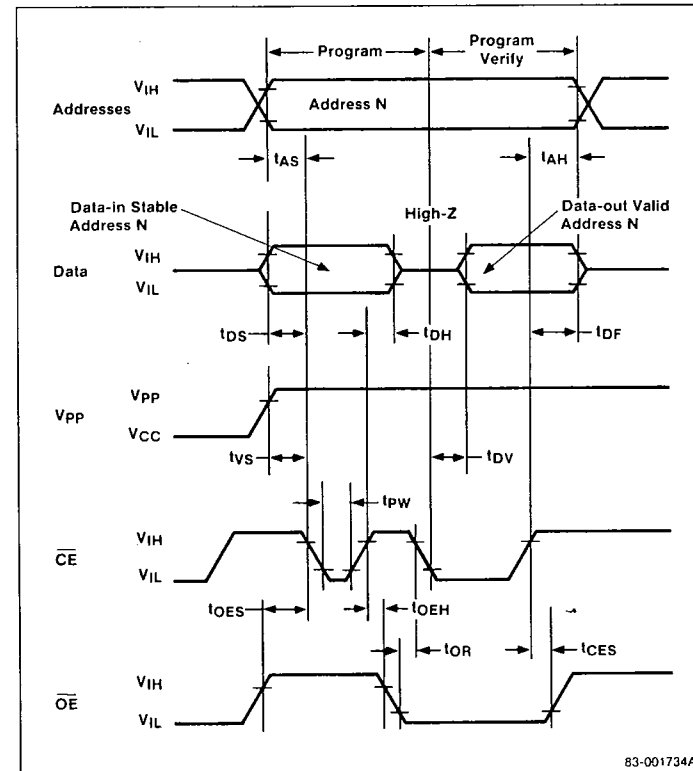 Program
Program
Verify
Addresses
VIH
Address N
VIL
tAS
tAH
High-Z
Data-in Stable
Address N
Data-out Valid
Address N
Data
VIH
VIL
tDS
tDH
tDF
VPP
VPP
VCC
tVS
tDV
tPW
CE
VIH
VIL
tOES
tOEH
tOR
tCES
OE
VIH
VIL
83-001734A